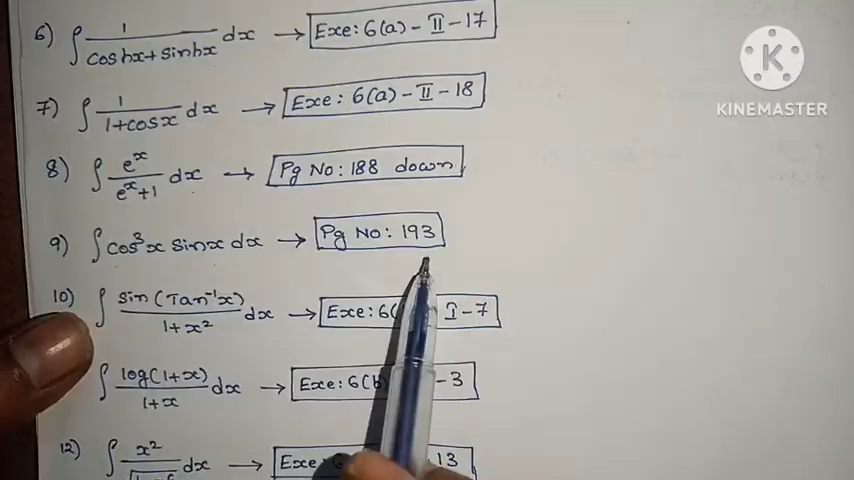 6) ∫ 1/(coshx+sinhx) dx → Exe: 6(a) - II - 17
7) ∫ 1/(1+cosx) dx → Exe: 6(a) - II - 18
8) ∫ e^x/(e^x+1) dx → Pg No: 188 down
9) ∫ cos³x sinx dx → Pg No: 193
10) ∫ sin(Tan⁻¹x)/(1+x²) dx → Exe: 6( I - 7
∫ log(1+x)/(1+x) dx → Exe: 6(b - 3
12) ∫ x²/√ dx → Exe 13
K
KINEMASTER